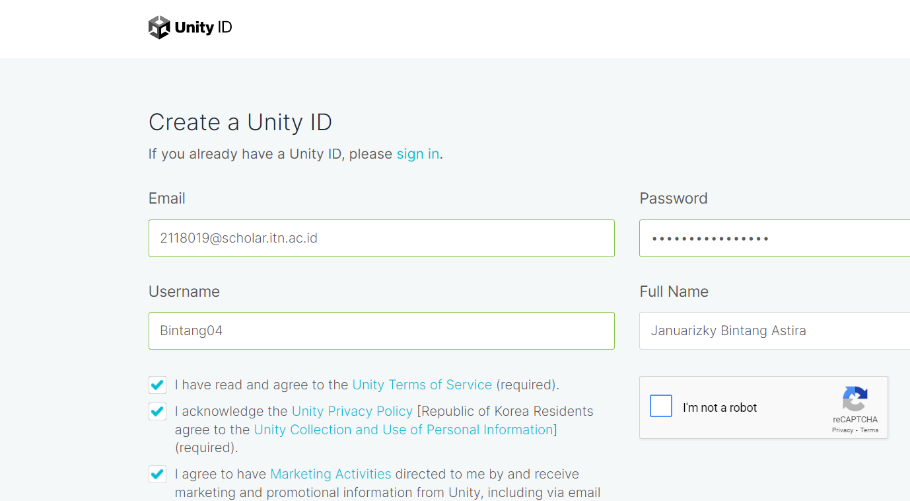 Unity ID
Create a Unity ID
If you already have a Unity ID, please sign in.
Email
2118019@scholar.itn.ac.id
Password
••••••••••••••••
Username
Bintang04
Full Name
Januarizky Bintang Astira
I have read and agree to the Unity Terms of Service (required).
I acknowledge the Unity Privacy Policy [Republic of Korea Residents
agree to the Unity Collection and Use of Personal Information]
(required).
I agree to have Marketing Activities directed to me by and receive
marketing and promotional information from Unity, including via email
I'm not a robot
reCAPTCHA
Privacy - Terms